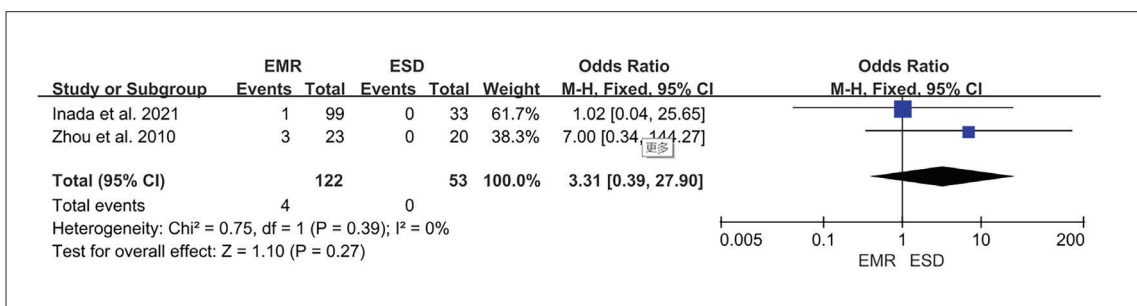 EMR ESD Odds Ratio Odds Ratio
Study or Subgroup Events Total Events Total Weight M-H, Fixed, 95% CI M-H, Fixed, 95% CI
Inada et al. 2021 1 99 0 33 61.7% 1.02 [0.04, 25.65]
Zhou et al. 2010 3 23 0 20 38.3% 7.00 [0.34, 144.27]
更多
Total (95% CI) 122 53 100.0% 3.31 [0.39, 27.90]
Total events 4 0
Heterogeneity: Chi² = 0.75, df = 1 (P = 0.39); I² = 0%
Test for overall effect: Z = 1.10 (P = 0.27)
0.005 0.1 1 10 200
EMR ESD